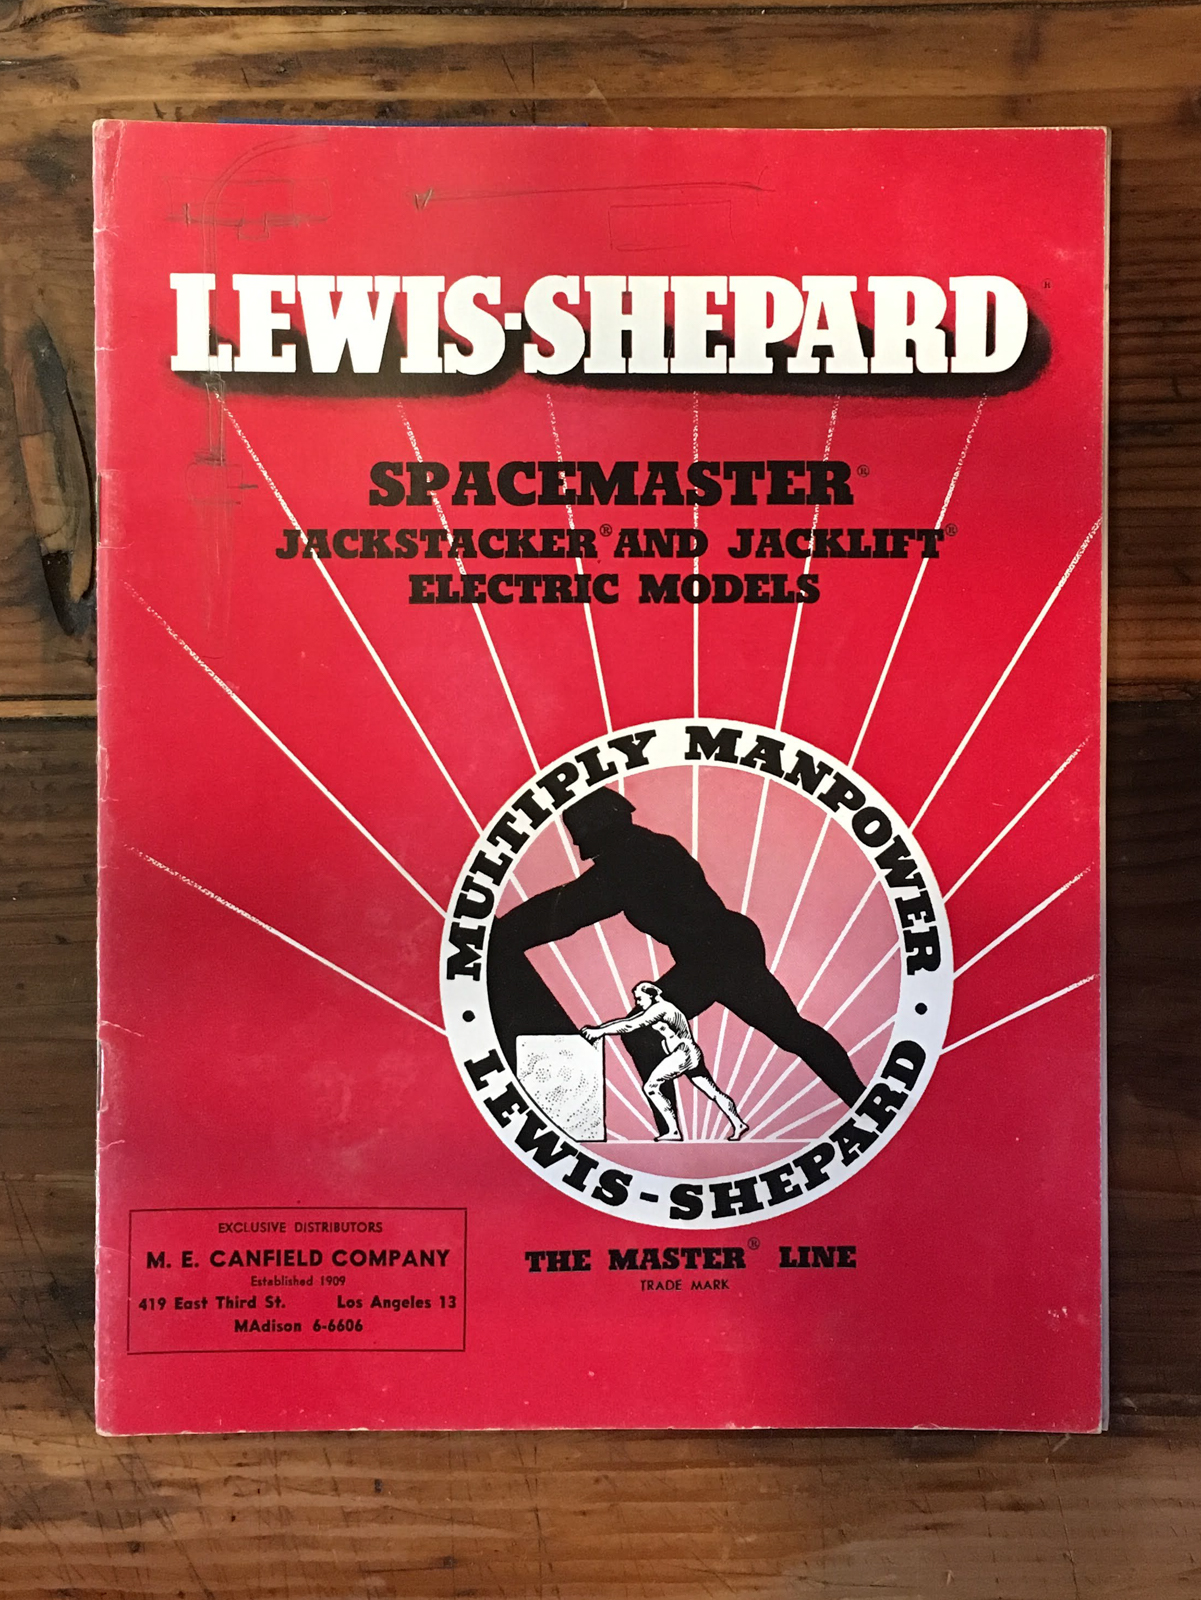 LEWIS-SHEPARD®
SPACEMASTER®
JACKSTACKER® AND JACKLIFT®
ELECTRIC MODELS
MULTIPLY MANPOWER
• LEWIS-SHEPARD •
THE MASTER® LINE
TRADE MARK
EXCLUSIVE DISTRIBUTORS
M. E. CANFIELD COMPANY
Established 1909
419 East Third St. Los Angeles 13
MAdison 6-6606